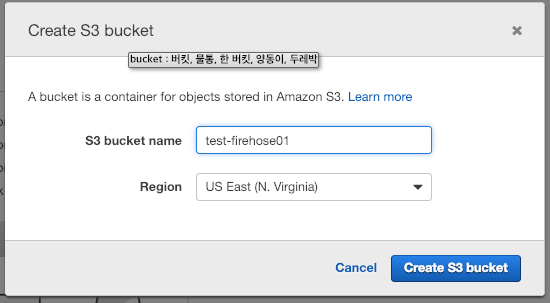 Create S3 bucket
bucket : 버킷, 물통, 한 버킷, 양동이, 두레박
A bucket is a container for objects stored in Amazon S3. Learn more
S3 bucket name test-firehose01
Region US East (N. Virginia)
Cancel Create S3 bucket